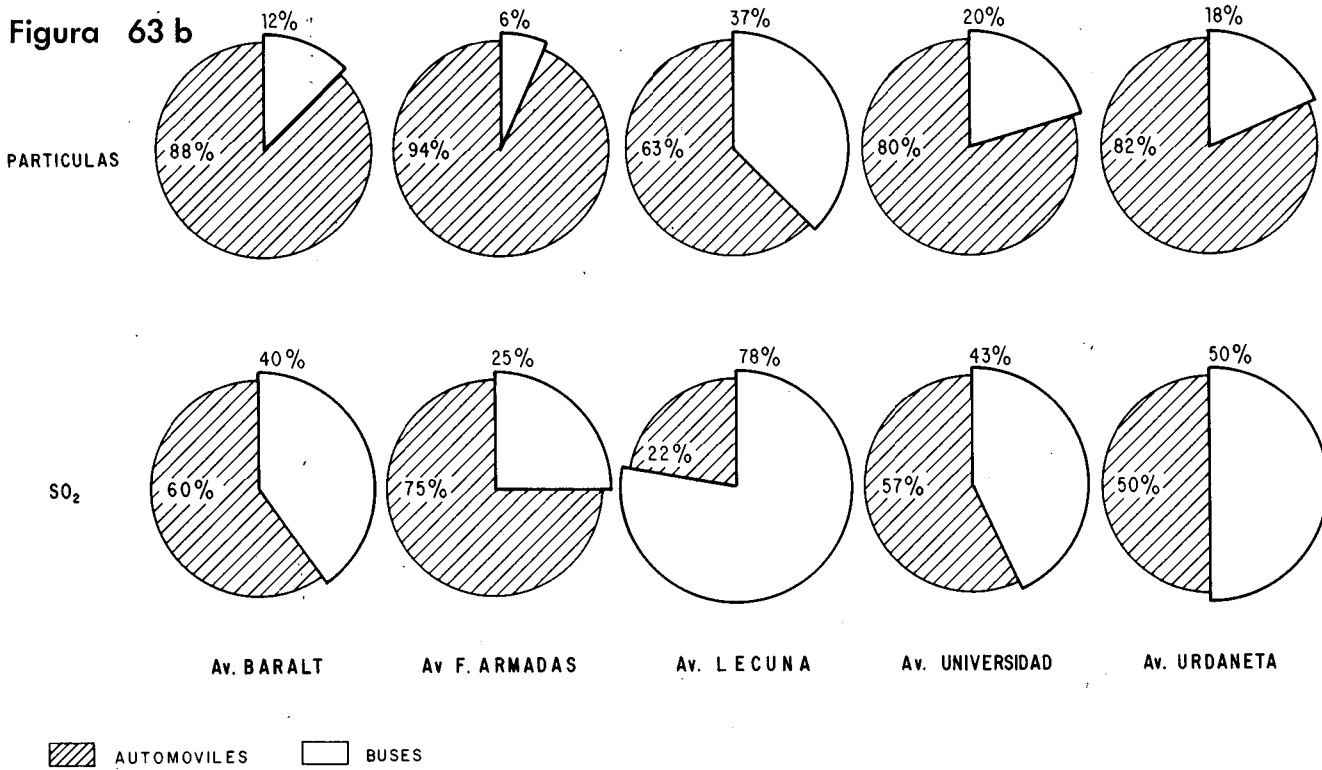 Figura 63 b
12% 6% 37% 20% 18%
PARTICULAS 88% 94% 63% 80% 82%
40% 25% 78% 43% 50%
SO₂ 60% 75% 22% 57% 50%
Av. BARALT Av F. ARMADAS Av. LECUNA Av. UNIVERSIDAD Av. URDANETA
AUTOMOVILES BUSES